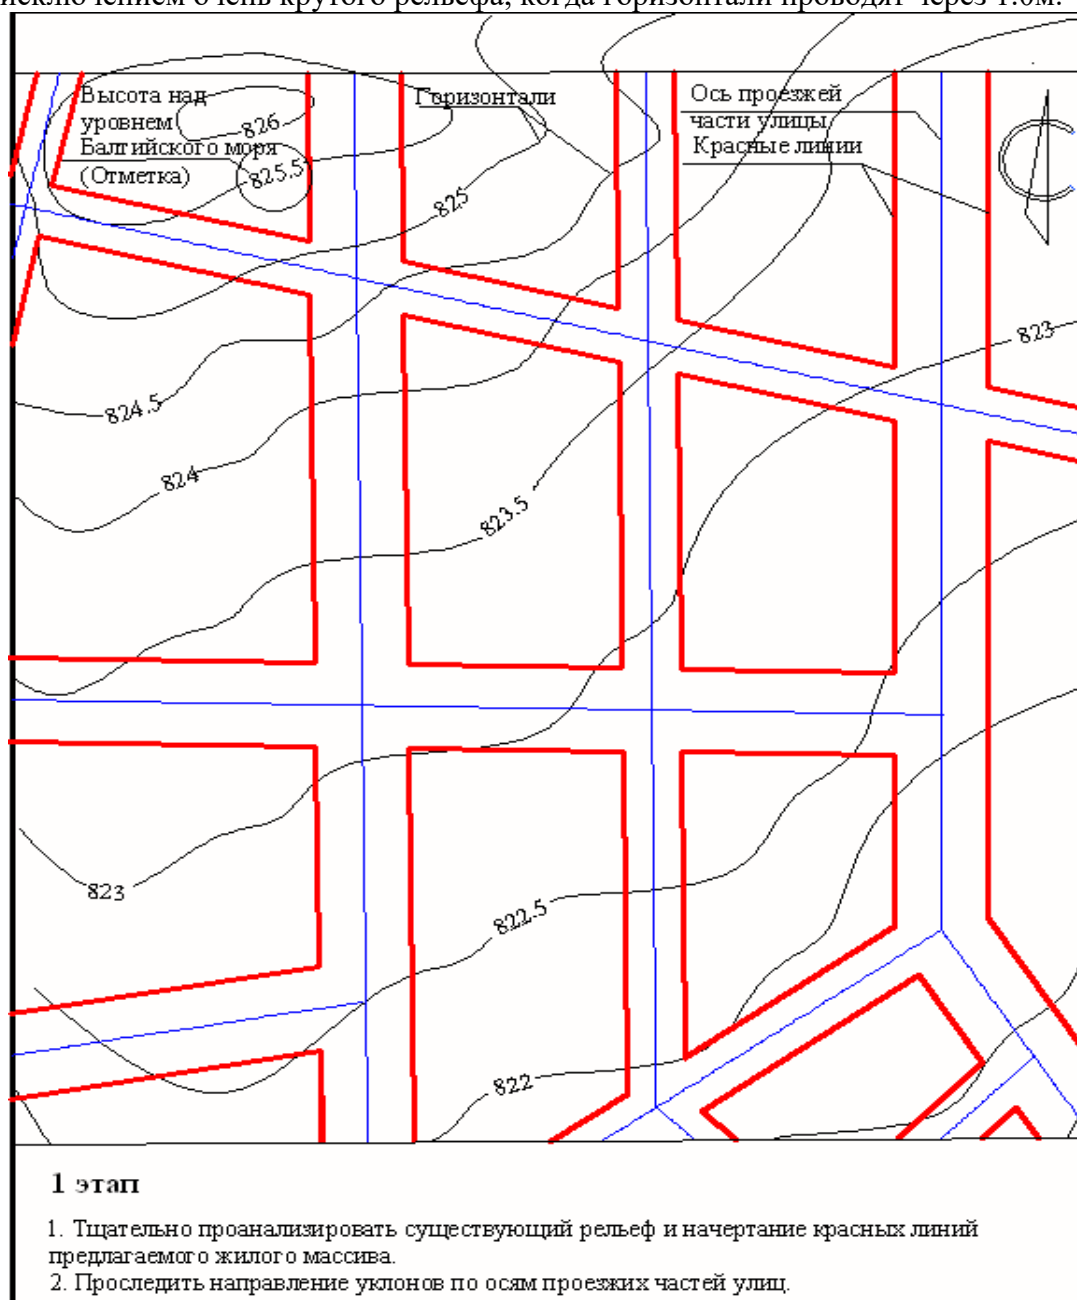 исключением очень крутого рельефа, когда горизонтали проводят через 1.0м.
Высота над
уровнем
Балтийского моря
(Отметка)
826
825.5
Горизонтали
825
Ось проезжей
части улицы
Красные линии
823
824.5
824
823.5
823
822.5
822
1 этап
1. Тщательно проанализировать существующий рельеф и начертание красных линий
предлагаемого жилого массива.
2. Проследить направление уклонов по осям проезжих частей улиц.